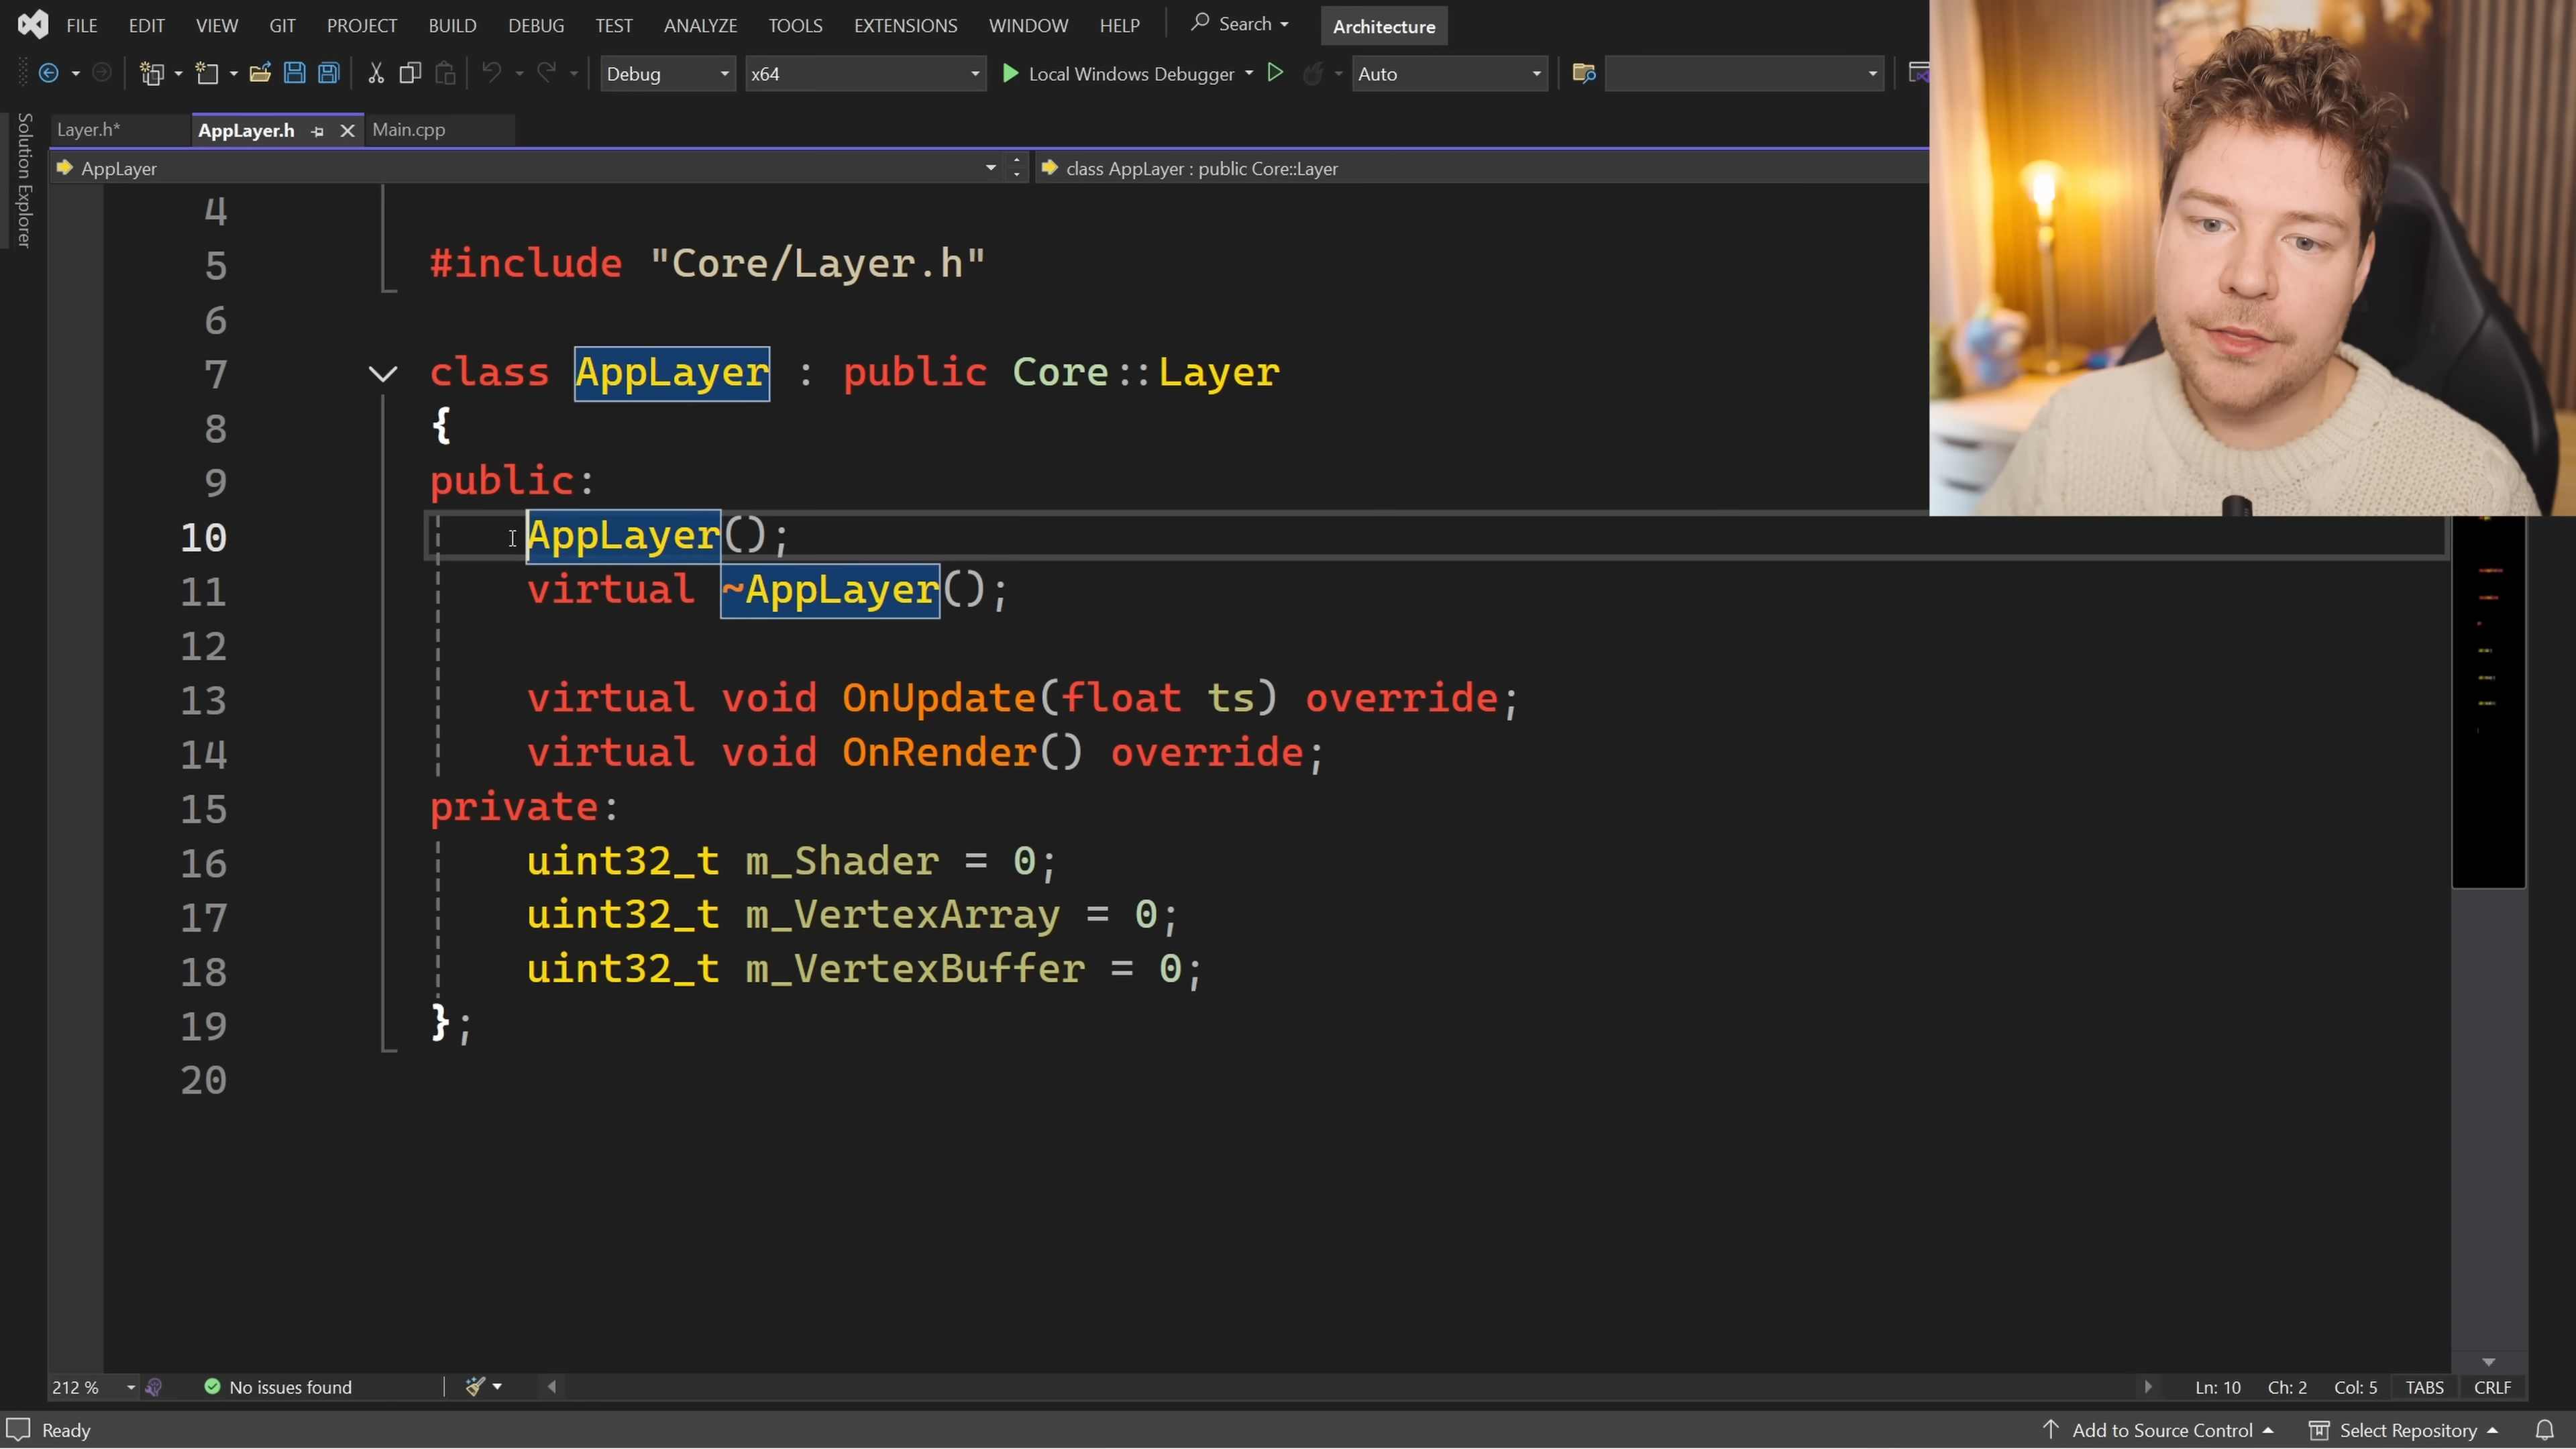 FILE EDIT VIEW GIT PROJECT BUILD DEBUG TEST ANALYZE TOOLS EXTENSIONS WINDOW HELP Search Architecture
Debug x64 Local Windows Debugger Auto
Solution Explorer
Layer.h* AppLayer.h Main.cpp
AppLayer class AppLayer : public Core::Layer
4
5 #include "Core/Layer.h"
6
7 class AppLayer : public Core::Layer
8 {
9 public:
10 AppLayer();
11 virtual ~AppLayer();
12
13 virtual void OnUpdate(float ts) override;
14 virtual void OnRender() override;
15 private:
16 uint32_t m_Shader = 0;
17 uint32_t m_VertexArray = 0;
18 uint32_t m_VertexBuffer = 0;
19 };
20
212 % No issues found Ln: 10 Ch: 2 Col: 5 TABS CRLF
Ready Add to Source Control Select Repository